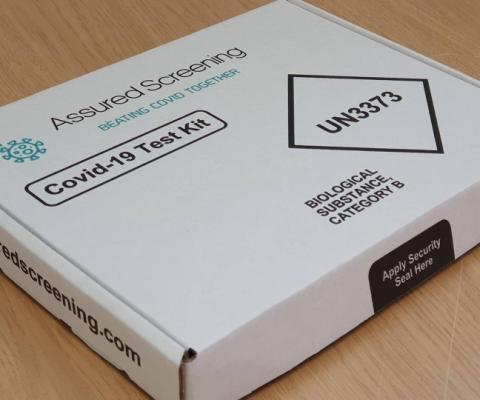 Assured Screening
BEATING COVID TOGETHER
Covid-19 Test Kit
UN3373
BIOLOGICAL
SUBSTANCE,
CATEGORY B
Apply Security
Seal Here
redscreening.com